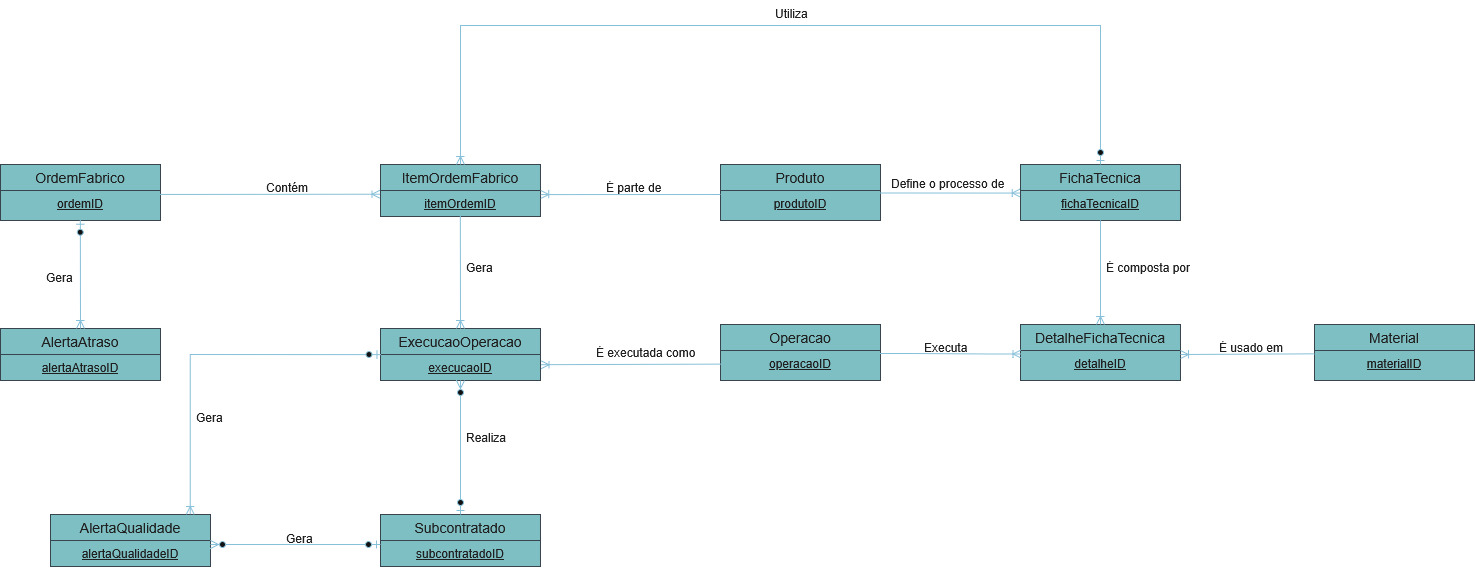 Utiliza
OrdemFabrico
ordemID
Contém
ItemOrdemFabrico
itemOrdemID
É parte de
Produto
produtoID
Define o processo de
FichaTecnica
fichaTecnicaID
Gera
Gera
É composta por
AlertaAtraso
alertaAtrasoID
ExecucaoOperacao
execucaoID
É executada como
Operacao
operacaoID
Executa
DetalheFichaTecnica
detalheID
É usado em
Material
materialID
Gera
Realiza
AlertaQualidade
alertaQualidadeID
Gera
Subcontratado
subcontratadoID